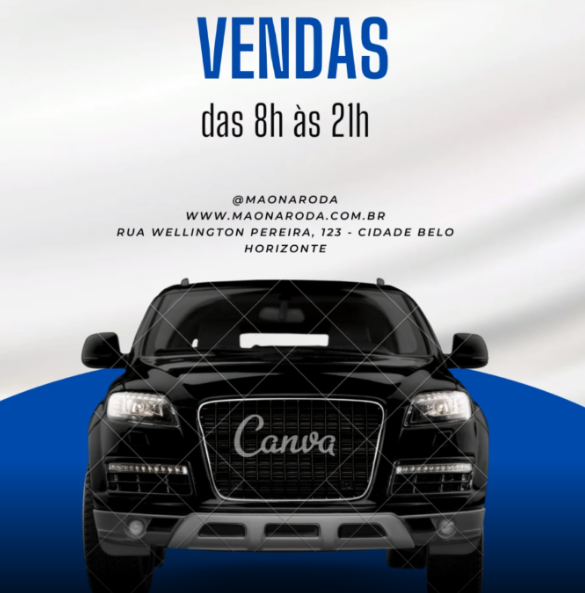 VENDAS
das 8h às 21h
@MAONARODA
WWW.MAONARODA.COM.BR
RUA WELLINGTON PEREIRA, 123 - CIDADE BELO
HORIZONTE
Canva